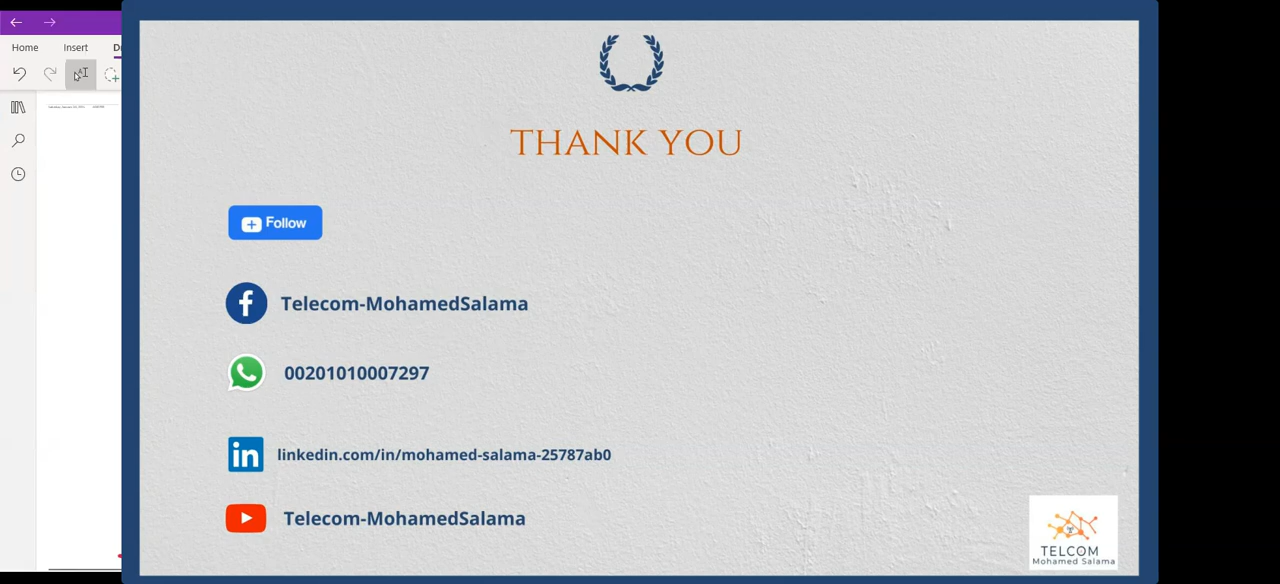 Home Insert
THANK YOU
Follow
Telecom-MohamedSalama
00201010007297
in linkedin.com/in/mohamed-salama-25787ab0
Telecom-MohamedSalama
TELCOM
Mohamed Salama